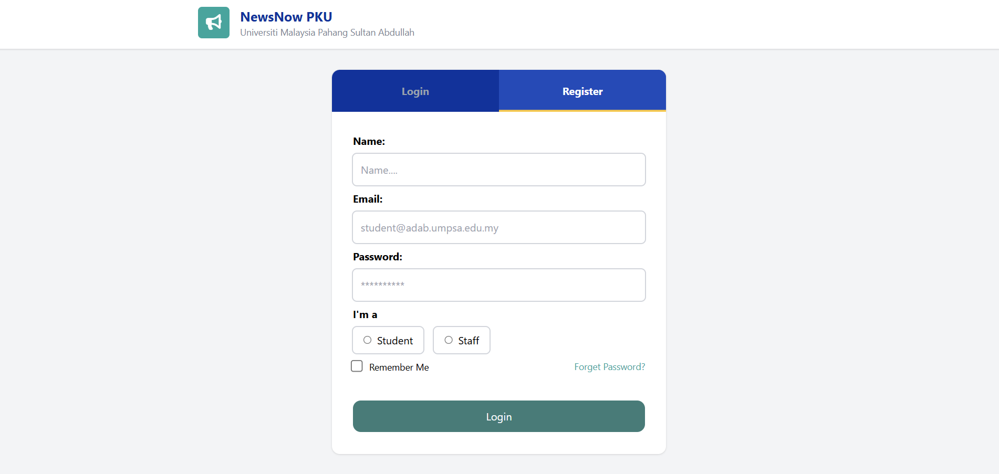 NewsNow PKU
Universiti Malaysia Pahang Sultan Abdullah
Login Register
Name:
Name....
Email:
student@adab.umpsa.edu.my
Password:
**********
I'm a
Student Staff
Remember Me Forget Password?
Login